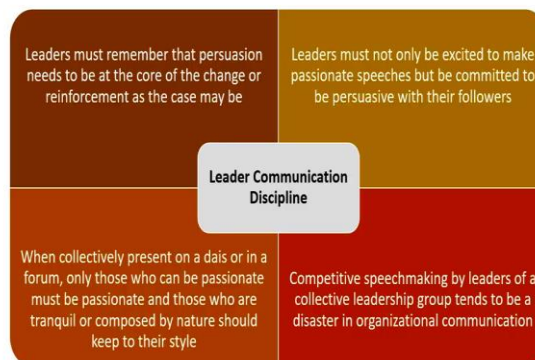 Leaders must remember that persuasion
needs to be at the core of the change or
reinforcement as the case may be
Leaders must not only be excited to make
passionate speeches but be committed to
be persuasive with their followers
Leader Communication
Discipline
When collectively present on a dais or in a
forum, only those who can be passionate
must be passionate and those who are
tranquil or composed by nature should
keep to their style
Competitive speechmaking by leaders of a
collective leadership group tends to be a
disaster in organizational communication